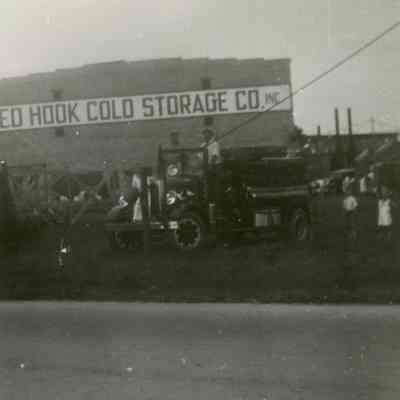 ED HOOK COLD STORAGE CO. INC.